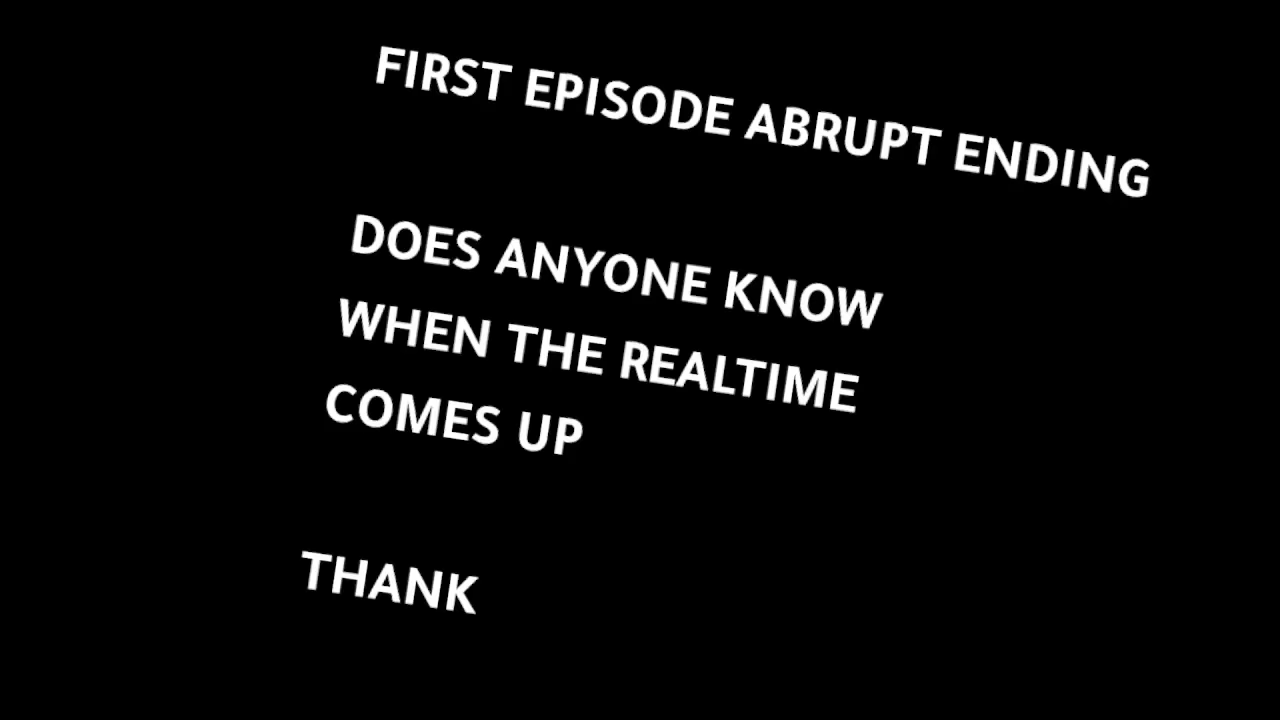 FIRST EPISODE ABRUPT ENDING
DOES ANYONE KNOW
WHEN THE REALTIME
COMES UP
THANK